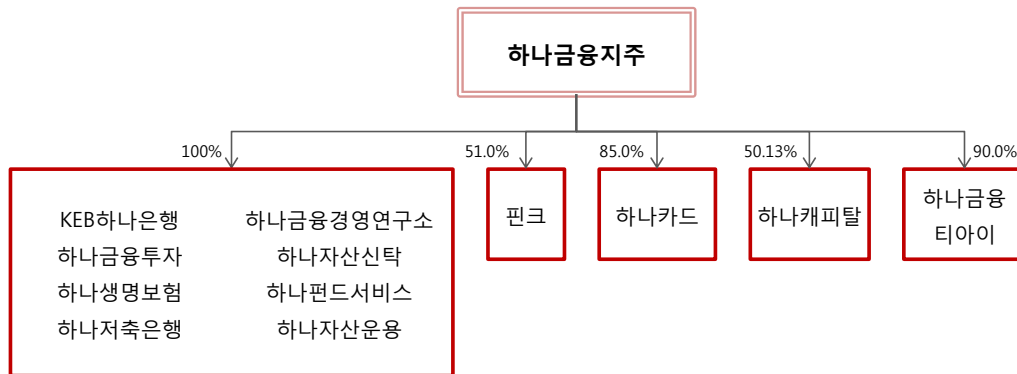 하나금융지주
100%
51.0%
85.0%
50.13%
90.0%
KEB하나은행
하나금융경영연구소
하나금융투자
하나자산신탁
하나생명보험
하나펀드서비스
하나저축은행
하나자산운용
핀크
하나카드
하나캐피탈
하나금융
티아이